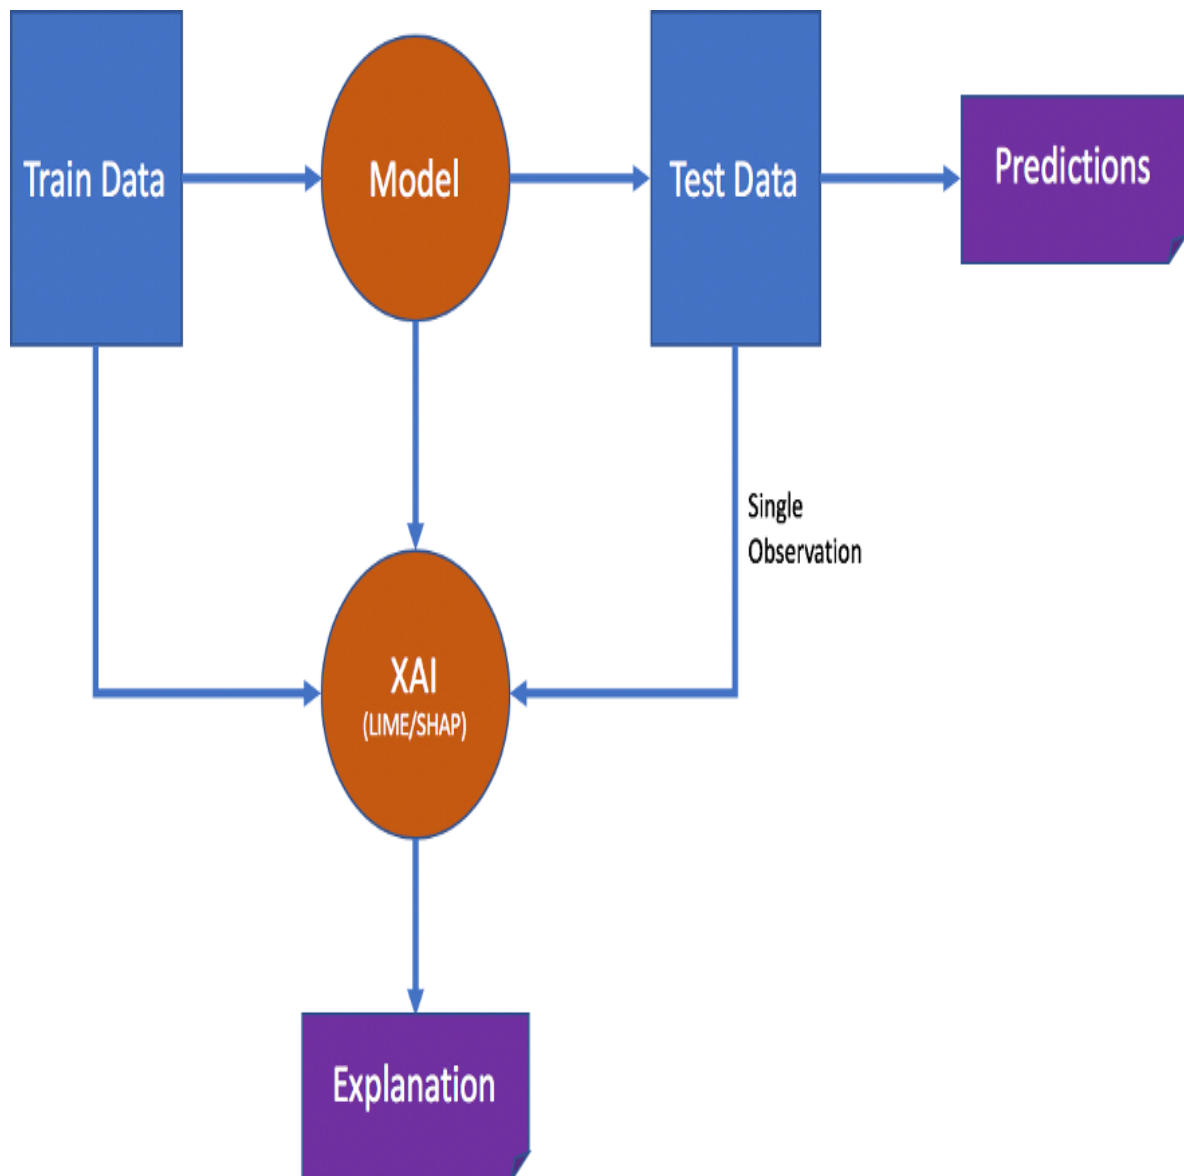 Train Data
Model
Test Data
Predictions
Single
Observation
XAI
(LIME/SHAP)
Explanation